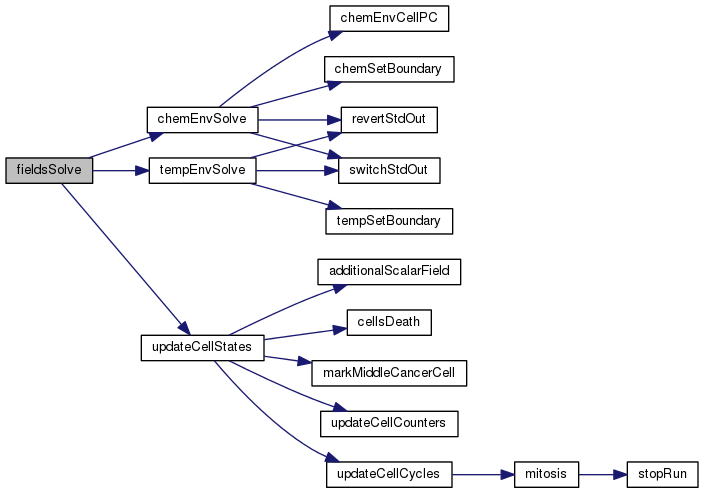 fieldsSolve
chemEnvSolve
tempEnvSolve
updateCellStates
chemEnvCellPC
chemSetBoundary
revertStdOut
switchStdOut
tempSetBoundary
additionalScalarField
cellsDeath
markMiddleCancerCell
updateCellCounters
updateCellCycles
mitosis
stopRun